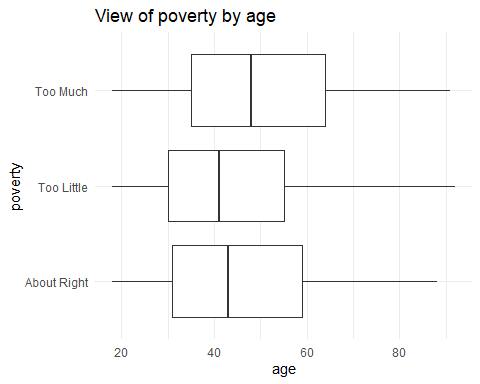 View of poverty by age
Too Much
Too Little
About Right
poverty
20 40 60 80
age